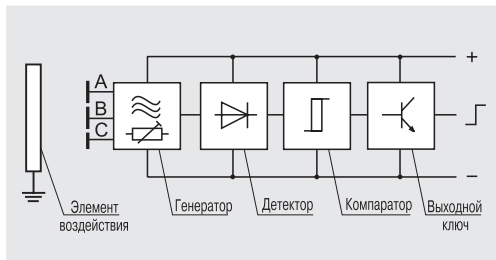 +
A
B
C
−
Элемент
воздействия
Генератор
Детектор
Компаратор
Выходной
ключ